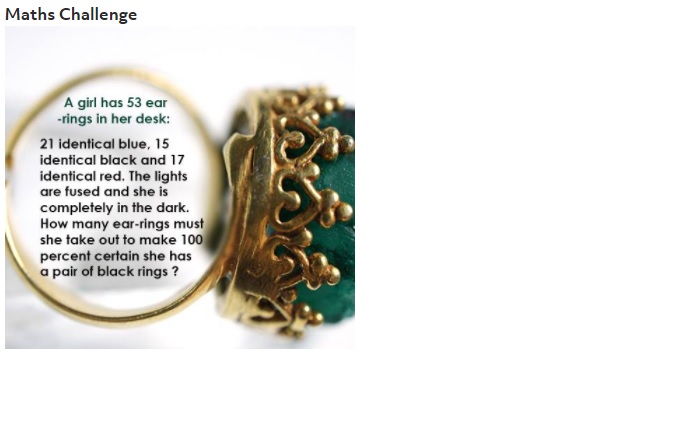 Maths Challenge
A girl has 53 ear
-rings in her desk:
21 identical blue, 15
identical black and 17
identical red. The lights
are fused and she is
completely in the dark.
How many ear-rings must
she take out to make 100
percent certain she has
a pair of black rings ?